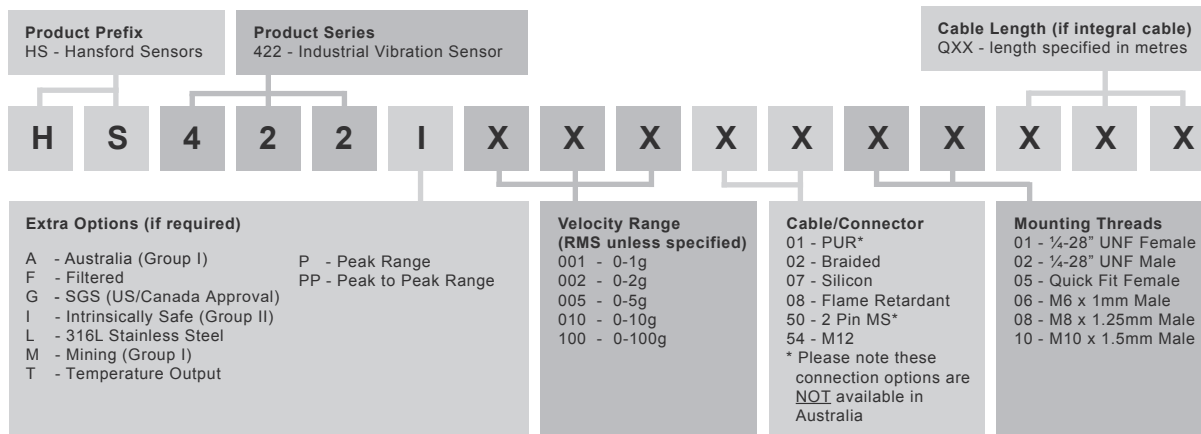 Product Prefix
HS - Hansford Sensors
Product Series
422 - Industrial Vibration Sensor
Cable Length (if integral cable)
QXX - length specified in metres
H S 4 2 2 I X X X X X X X X X X
Extra Options (if required)
A - Australia (Group I)
F - Filtered
G - SGS (US/Canada Approval)
I - Intrinsically Safe (Group II)
L - 316L Stainless Steel
M - Mining (Group I)
T - Temperature Output
P - Peak Range
PP - Peak to Peak Range
Velocity Range
(RMS unless specified)
001 - 0-1g
002 - 0-2g
005 - 0-5g
010 - 0-10g
100 - 0-100g
Cable/Connector
01 - PUR*
02 - Braided
07 - Silicon
08 - Flame Retardant
50 - 2 Pin MS*
54 - M12
* Please note these
connection options are
NOT available in
Australia
Mounting Threads
01 - ¼-28” UNF Female
02 - ¼-28” UNF Male
05 - Quick Fit Female
06 - M6 x 1mm Male
08 - M8 x 1.25mm Male
10 - M10 x 1.5mm Male